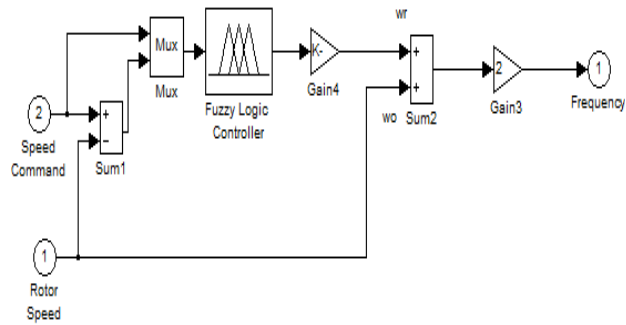 wr
Mux
Mux
K-
+
+
2
1
2
+
−
Fuzzy Logic
Controller
Gain4
wo
Sum2
Gain3
Frequency
Speed
Command
Sum1
1
Rotor
Speed